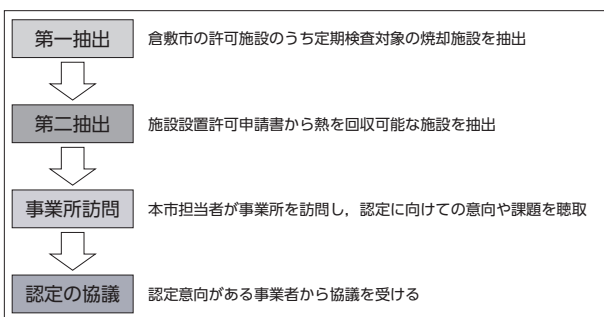 第一抽出 倉敷市の許可施設のうち定期検査対象の焼却施設を抽出
第二抽出 施設設置許可申請書から熱を回収可能な施設を抽出
事業所訪問 本市担当者が事業所を訪問し，認定に向けての意向や課題を聴取
認定の協議 認定意向がある事業者から協議を受ける